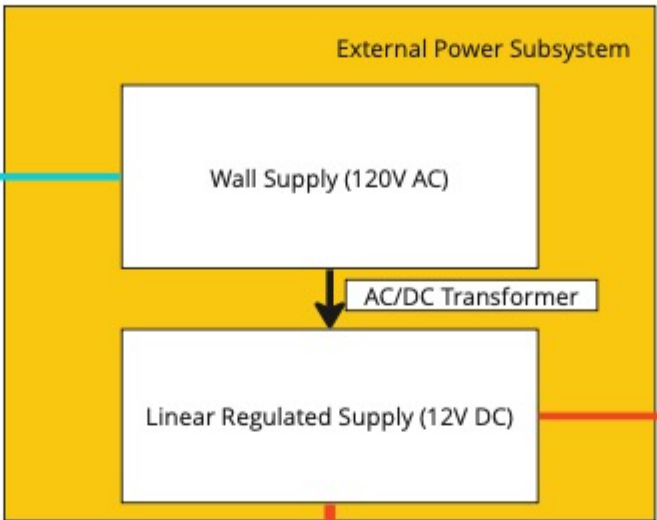 External Power Subsystem
Wall Supply (120V AC)
AC/DC Transformer
Linear Regulated Supply (12V DC)